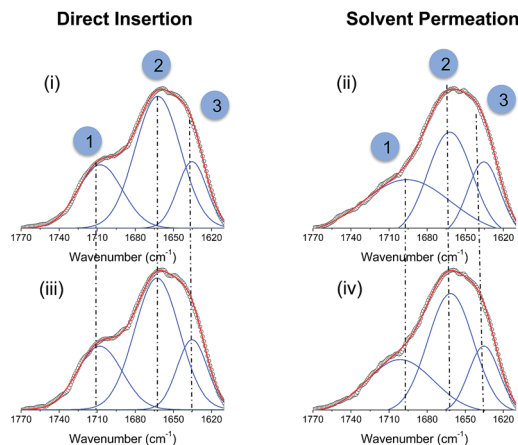 Direct Insertion
Solvent Permeation
(i)
1
2
3
(ii)
1
2
3
1770 1740 1710 1680 1650 1620
Wavenumber (cm⁻¹)
1770 1740 1710 1680 1650 1620
Wavenumber (cm⁻¹)
(iii)
(iv)
1770 1740 1710 1680 1650 1620
Wavenumber (cm⁻¹)
1770 1740 1710 1680 1650 1620
Wavenumber (cm⁻¹)